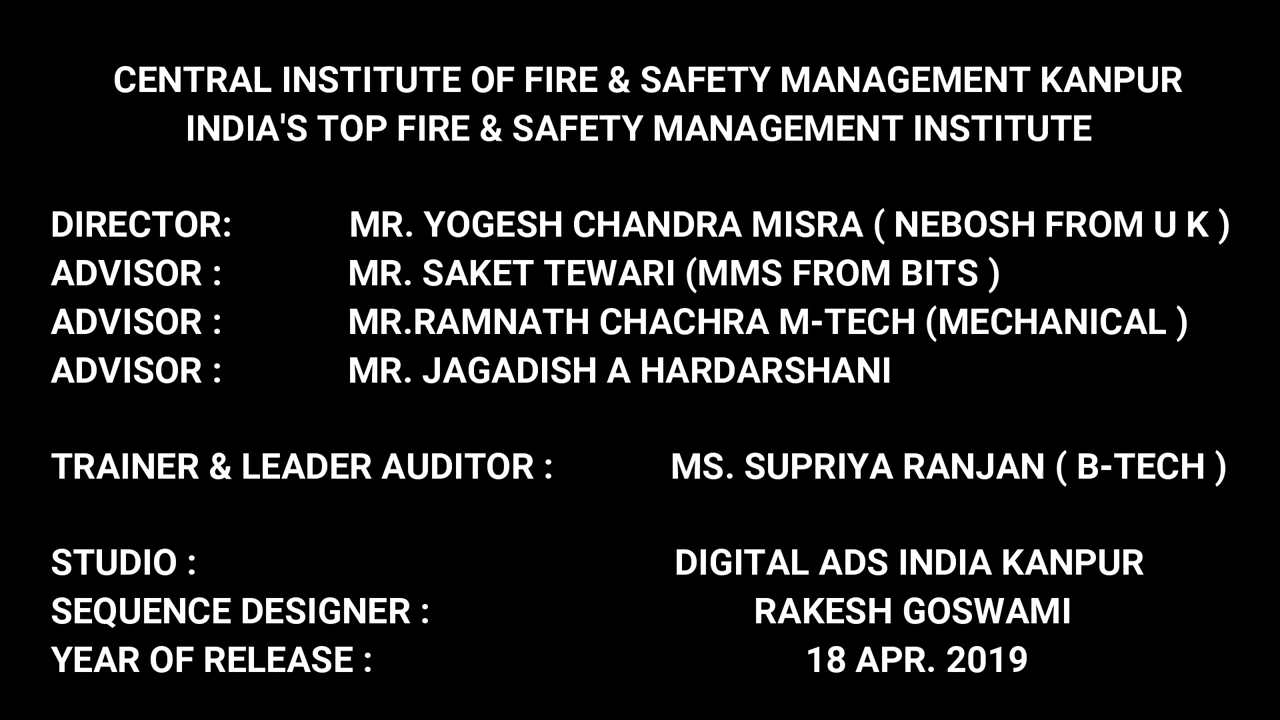 CENTRAL INSTITUTE OF FIRE & SAFETY MANAGEMENT KANPUR
INDIA'S TOP FIRE & SAFETY MANAGEMENT INSTITUTE
DIRECTOR: MR. YOGESH CHANDRA MISRA ( NEBOSH FROM U K )
ADVISOR : MR. SAKET TEWARI (MMS FROM BITS )
ADVISOR : MR.RAMNATH CHACHRA M-TECH (MECHANICAL )
ADVISOR : MR. JAGADISH A HARDARSHANI
TRAINER & LEADER AUDITOR : MS. SUPRIYA RANJAN ( B-TECH )
STUDIO : DIGITAL ADS INDIA KANPUR
SEQUENCE DESIGNER : RAKESH GOSWAMI
YEAR OF RELEASE : 18 APR. 2019